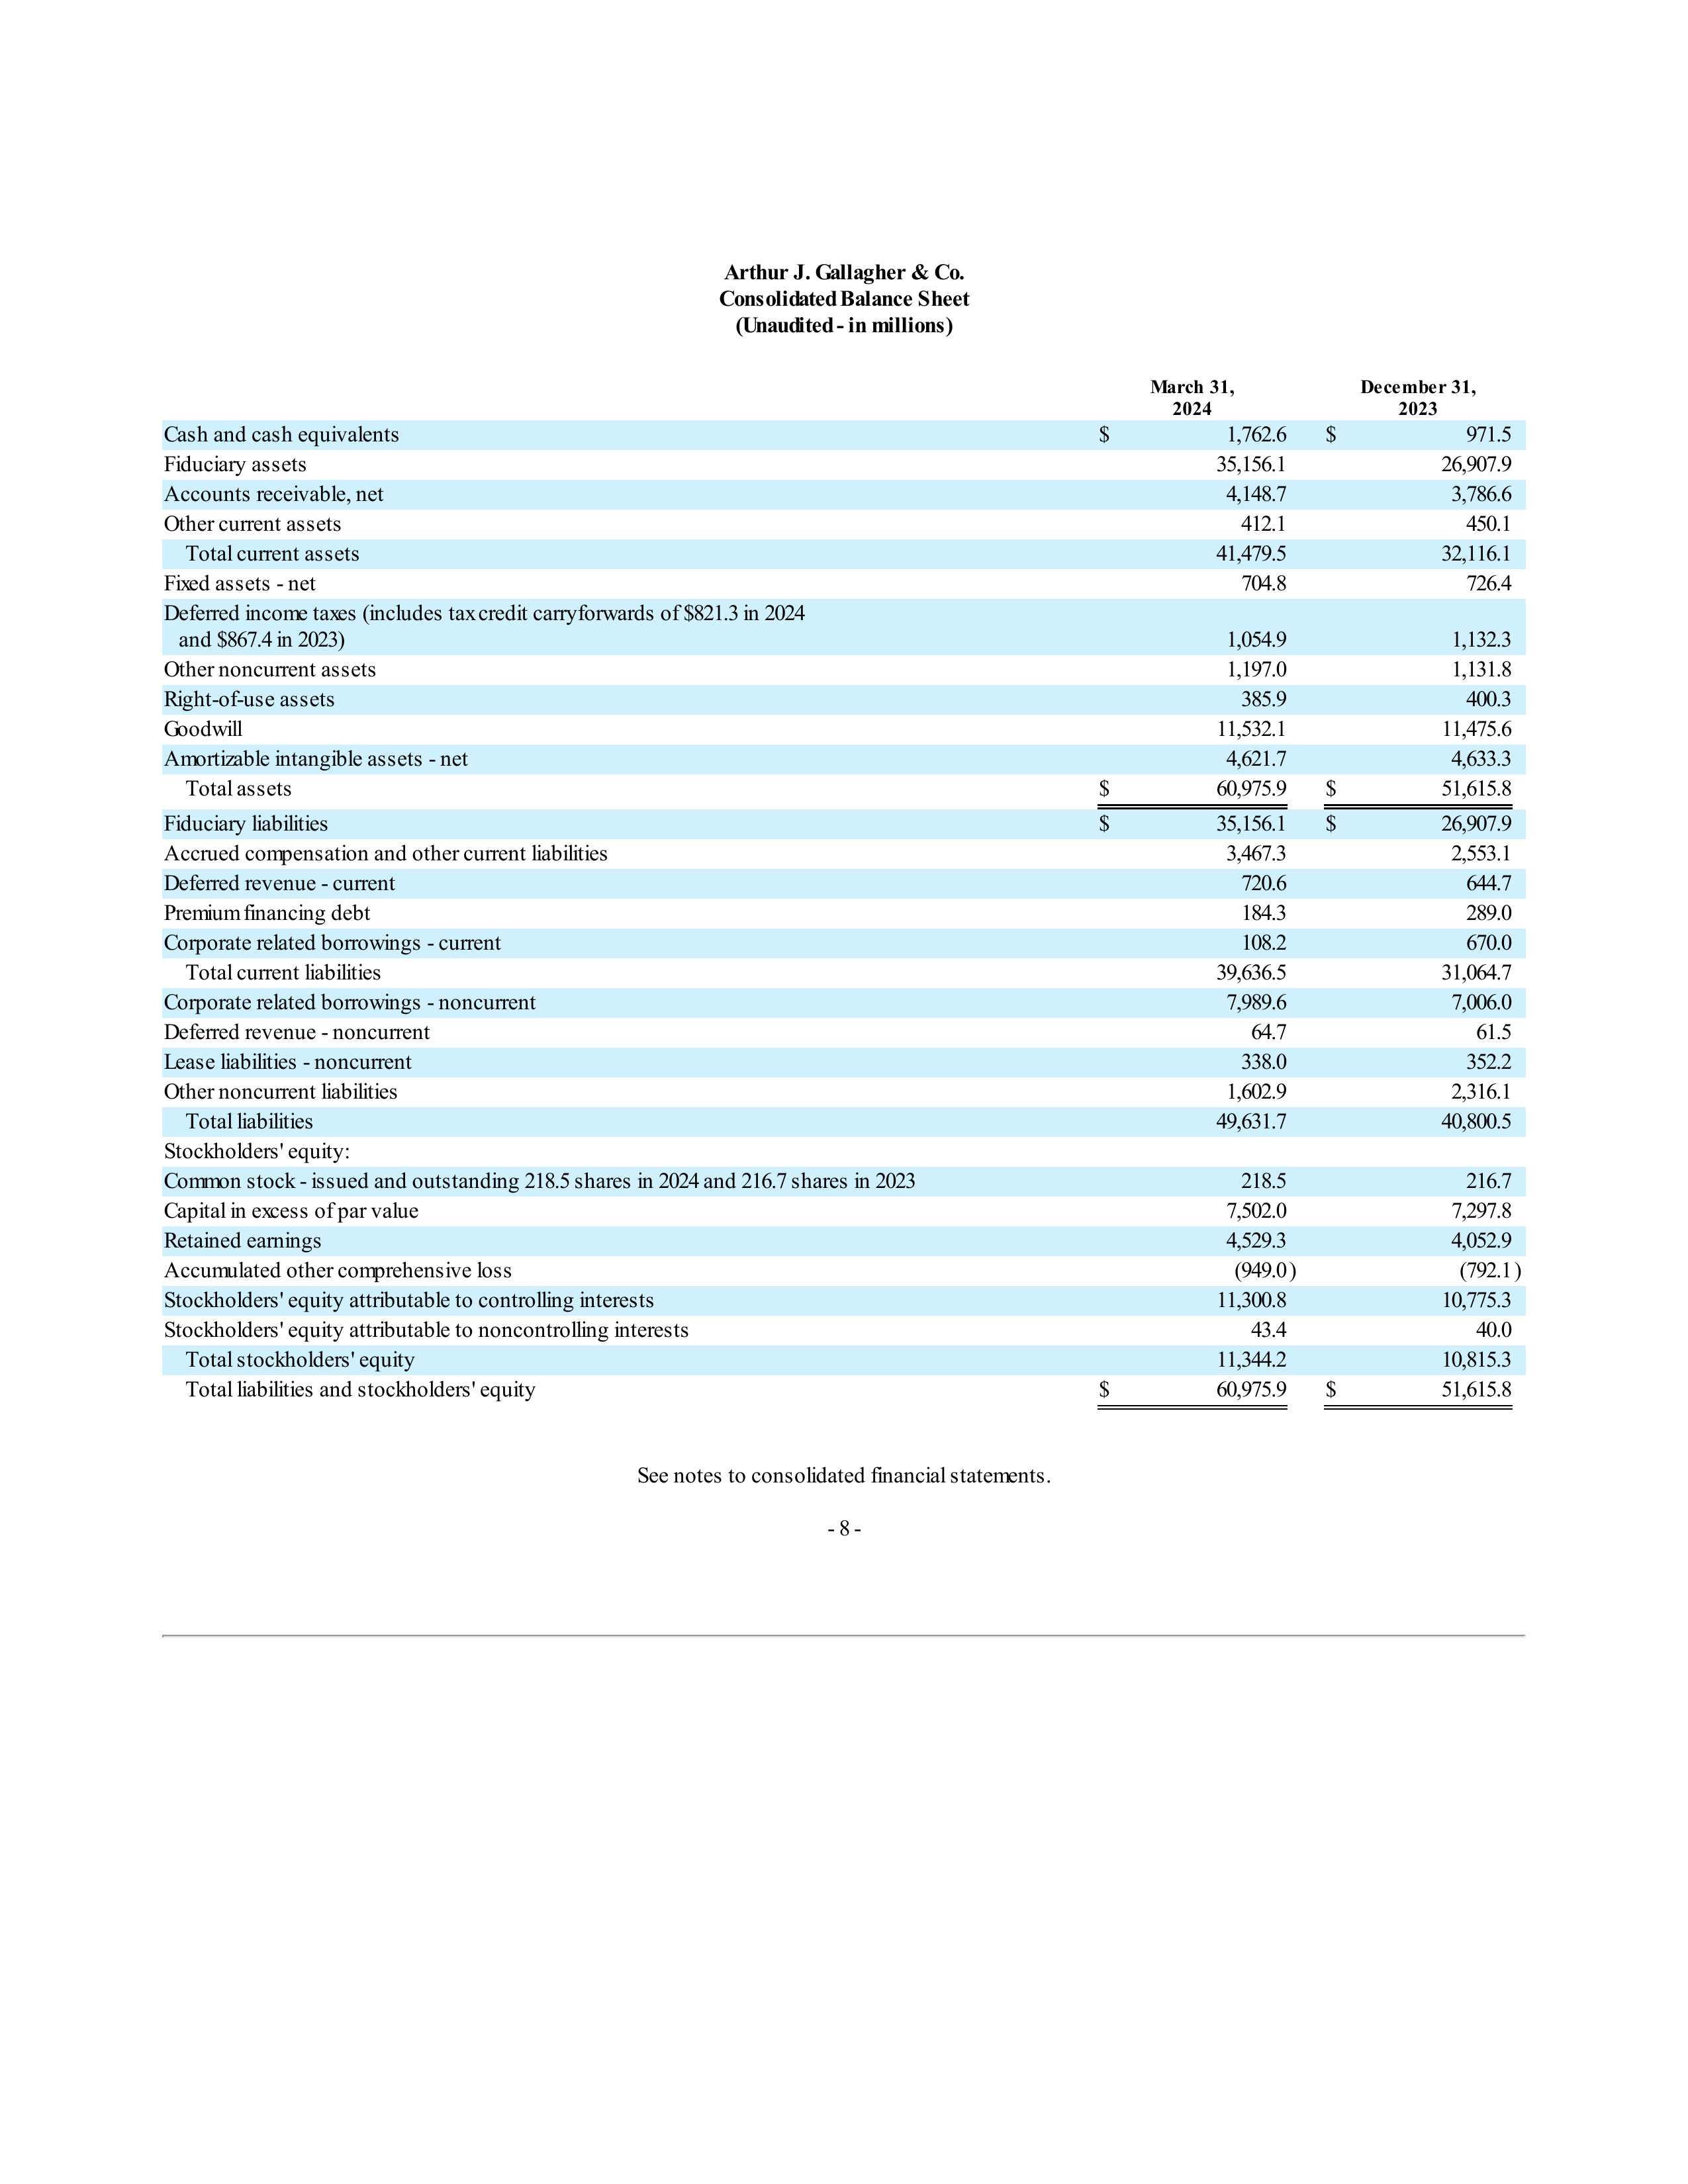 Arthur J. Gallagher & Co.
Consolidated Balance Sheet
(Unaudited - in millions)
March 31, December 31,
2024 2023
Cash and cash equivalents $ 1,762.6 $ 971.5
Fiduciary assets 35,156.1 26,907.9
Accounts receivable, net 4,148.7 3,786.6
Other current assets 412.1 450.1
Total current assets 41,479.5 32,116.1
Fixed assets - net 704.8 726.4
Deferred income taxes (includes tax credit carryforwards of $821.3 in 2024
and $867.4 in 2023) 1,054.9 1,132.3
Other noncurrent assets 1,197.0 1,131.8
Right-of-use assets 385.9 400.3
Goodwill 11,532.1 11,475.6
Amortizable intangible assets - net 4,621.7 4,633.3
Total assets $ 60,975.9 $ 51,615.8
Fiduciary liabilities $ 35,156.1 $ 26,907.9
Accrued compensation and other current liabilities 3,467.3 2,553.1
Deferred revenue - current 720.6 644.7
Premium financing debt 184.3 289.0
Corporate related borrowings - current 108.2 670.0
Total current liabilities 39,636.5 31,064.7
Corporate related borrowings - noncurrent 7,989.6 7,006.0
Deferred revenue - noncurrent 64.7 61.5
Lease liabilities - noncurrent 338.0 352.2
Other noncurrent liabilities 1,602.9 2,316.1
Total liabilities 49,631.7 40,800.5
Stockholders' equity:
Common stock - issued and outstanding 218.5 shares in 2024 and 216.7 shares in 2023 218.5 216.7
Capital in excess of par value 7,502.0 7,297.8
Retained earnings 4,529.3 4,052.9
Accumulated other comprehensive loss (949.0) (792.1)
Stockholders' equity attributable to controlling interests 11,300.8 10,775.3
Stockholders' equity attributable to noncontrolling interests 43.4 40.0
Total stockholders' equity 11,344.2 10,815.3
Total liabilities and stockholders' equity $ 60,975.9 $ 51,615.8
See notes to consolidated financial statements.
- 8 -